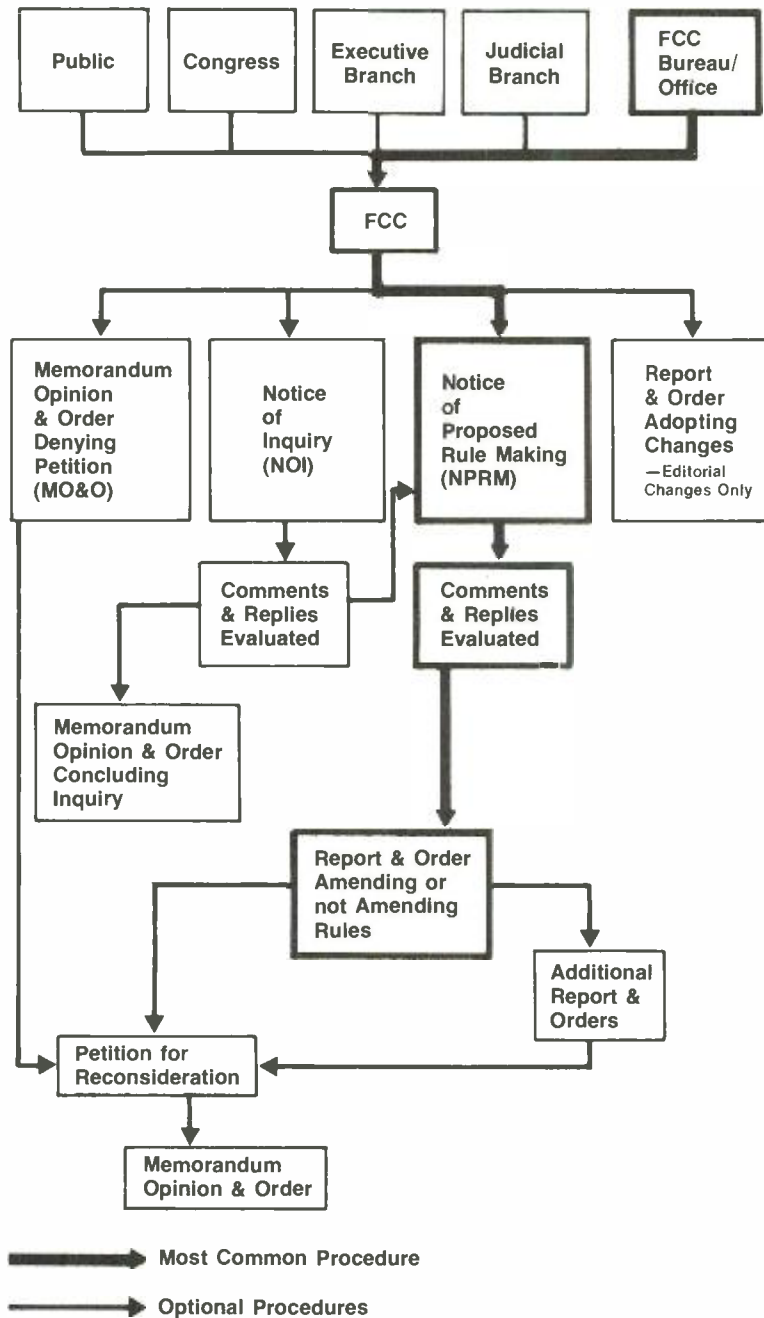 Public
Congress
Executive
Branch
Judicial
Branch
FCC
Bureau/
Office
FCC
Memorandum
Opinion
& Order
Denying
Petition
(MO&O)
Notice
of
Inquiry
(NOI)
Notice
of
Proposed
Rule Making
(NPRM)
Report
& Order
Adopting
Changes
—Editorial
Changes Only
Comments
& Replies
Evaluated
Comments
& Replies
Evaluated
Memorandum
Opinion & Order
Concluding
Inquiry
Report & Order
Amending or
not Amending
Rules
Additional
Report &
Orders
Petition for
Reconsideration
Memorandum
Opinion & Order
Most Common Procedure
Optional Procedures